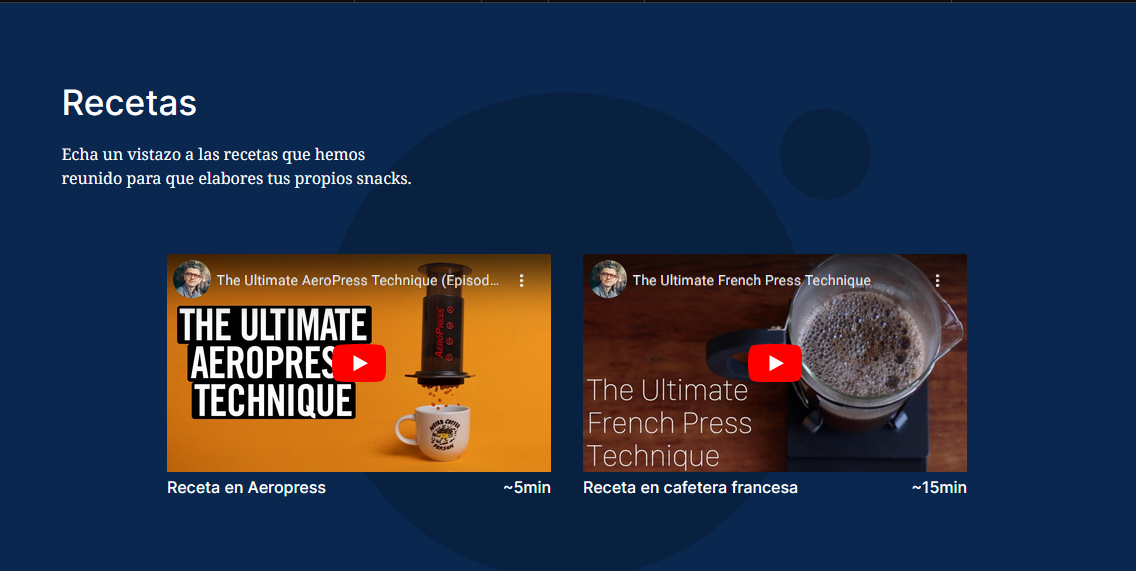 Recetas
Echa un vistazo a las recetas que hemos
reunido para que elabores tus propios snacks.
The Ultimate AeroPress Technique (Episod...
THE ULTIMATE
AEROPRES
TECHNIQUE
AEROPRESS
Receta en Aeropress
~5min
The Ultimate French Press Technique
The Ultimate
French Press
Technique
Receta en cafetera francesa
~15min